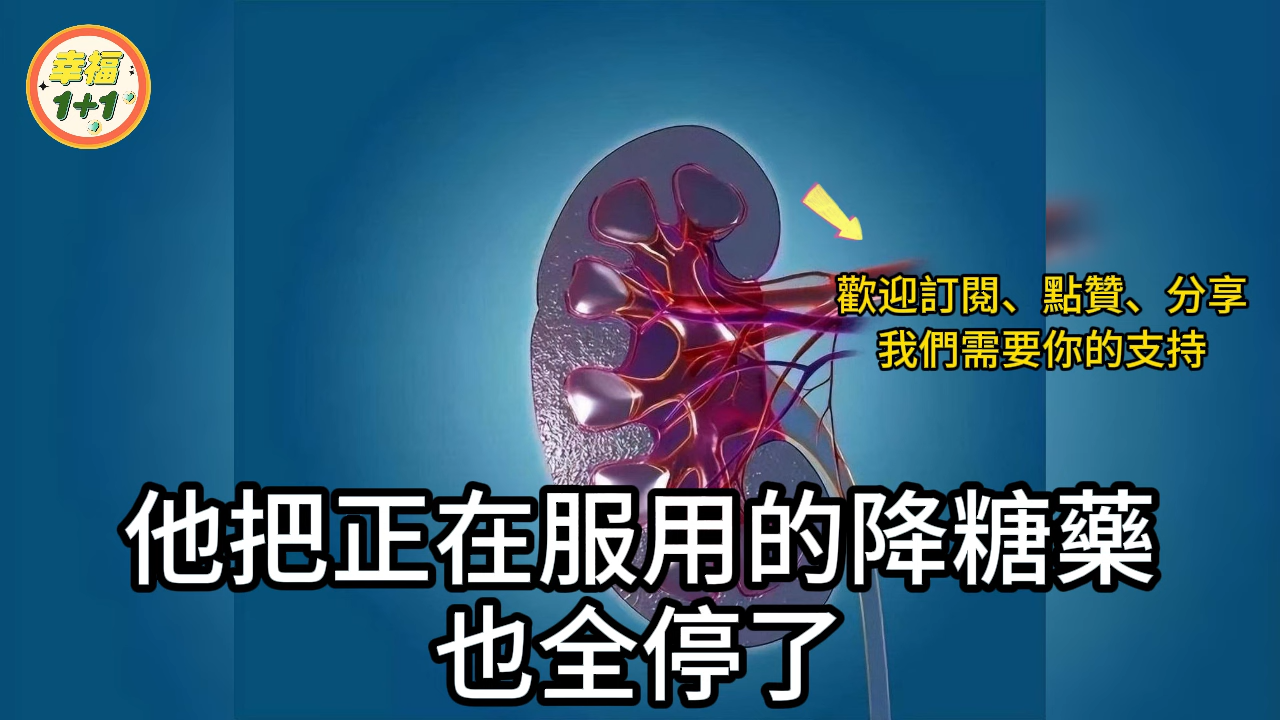 幸福
1+1
歡迎訂閱、點贊、分享
我們需要你的支持
他把正在服用的降糖藥
也全停了